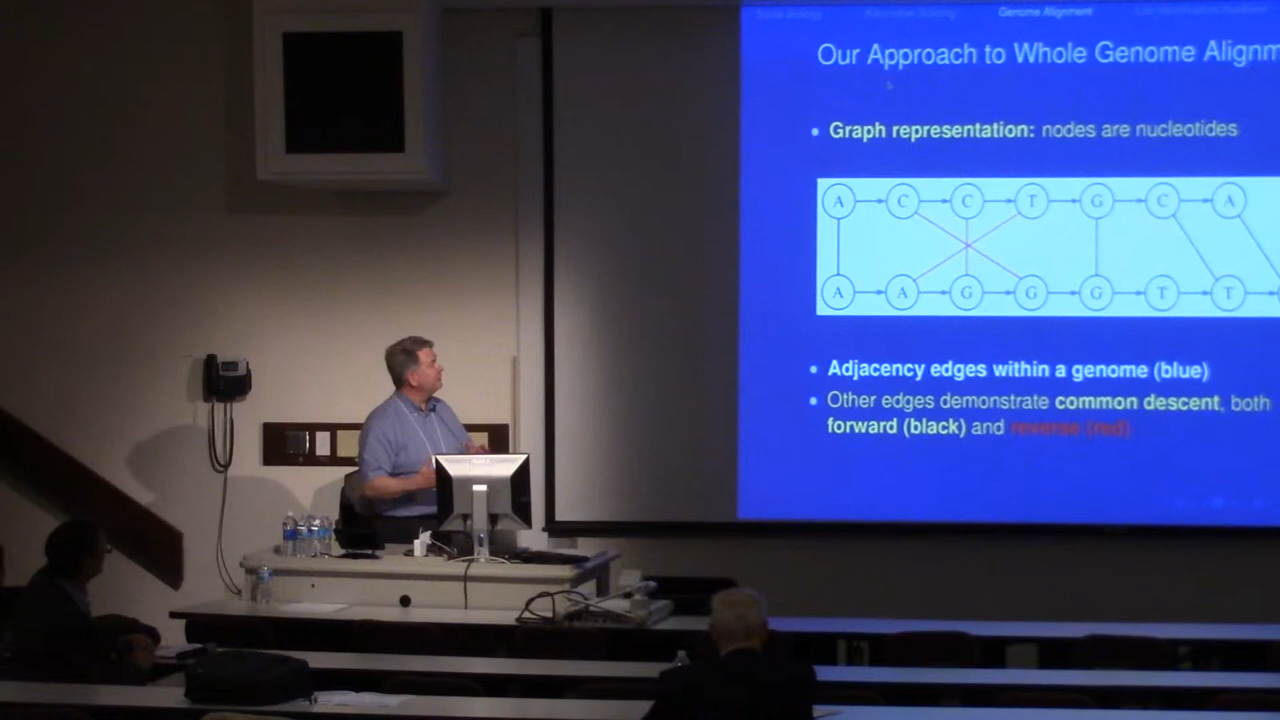 Genome Alignment
Our Approach to Whole Genome Alignm
• Graph representation: nodes are nucleotides
A C C T G C A
A A G G G T T
• Adjacency edges within a genome (blue)
• Other edges demonstrate common descent, both
forward (black) and reverse (red)